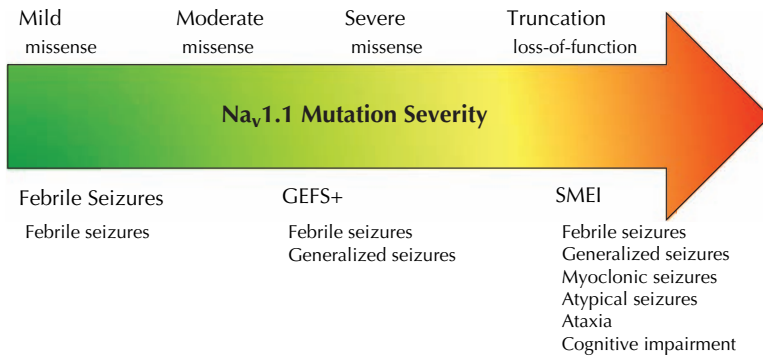 Mild Moderate Severe Truncation
missense missense missense loss-of-function
Nav1.1 Mutation Severity
Febrile Seizures GEFS+ SMEI
Febrile seizures Febrile seizures Febrile seizures
Generalized seizures Generalized seizures
Myoclonic seizures
Atypical seizures
Ataxia
Cognitive impairment